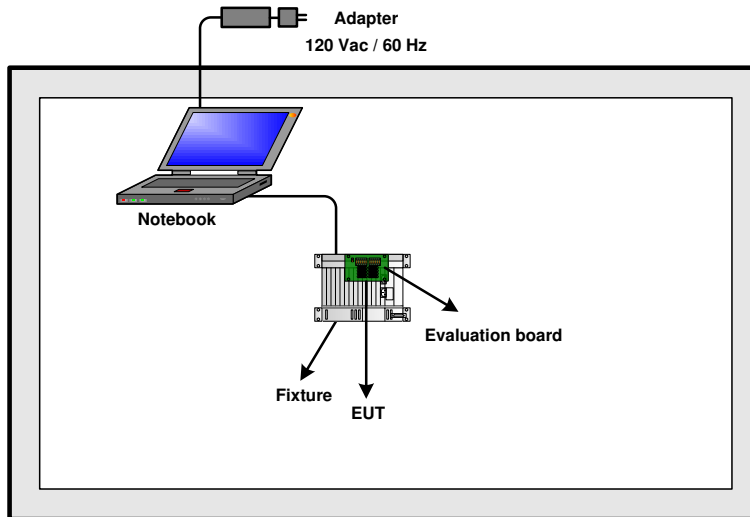 Adapter
120 Vac / 60 Hz
Notebook
Evaluation board
Fixture
EUT